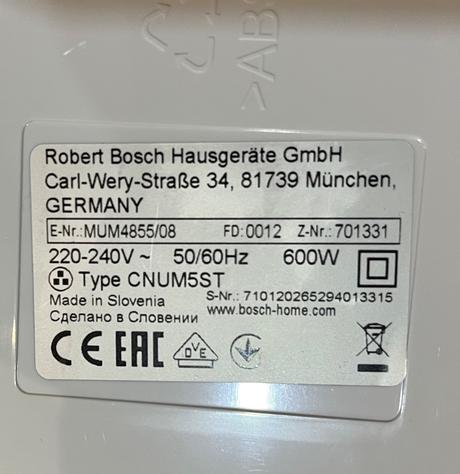 >AB
Robert Bosch Hausgeräte GmbH
Carl-Wery-Straße 34, 81739 München,
GERMANY
E-Nr.: MUM4855/08 FD: 0012 Z-Nr.: 701331
220-240V ~ 50/60Hz 600W
Type CNUM5ST
Made in Slovenia S-Nr.: 710120265294013315
Сделано в Словении www.bosch-home.com
CE EAC OVE